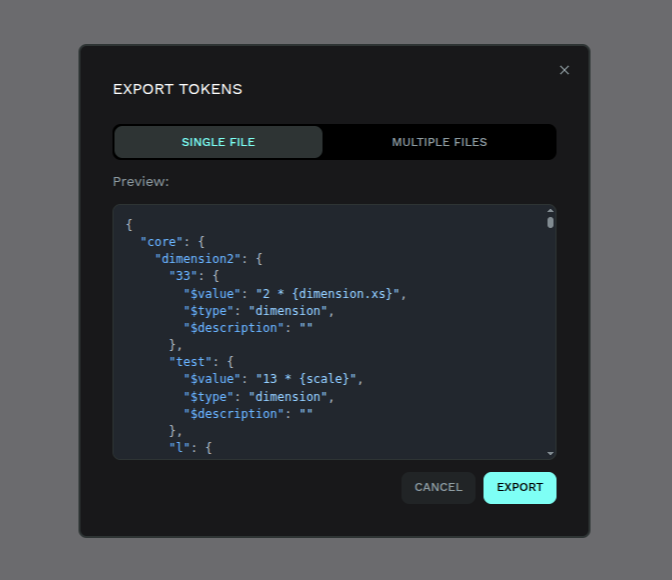 EXPORT TOKENS
SINGLE FILE
MULTIPLE FILES
Preview:
{
  "core": {
    "dimension2": {
      "33": {
        "$value": "2 * {dimension.xs}",
        "$type": "dimension",
        "$description": ""
      },
      "test": {
        "$value": "13 * {scale}",
        "$type": "dimension",
        "$description": ""
      },
      "l": {
CANCEL
EXPORT